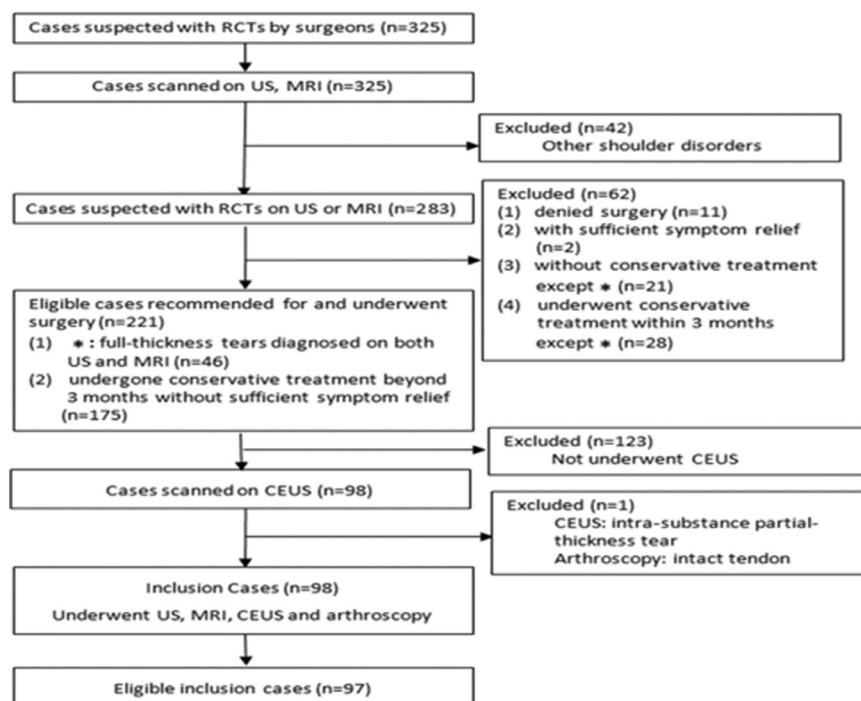 Cases suspected with RCTs by surgeons (n=325)
Cases scanned on US, MRI (n=325)
Excluded (n=42)
Other shoulder disorders
Cases suspected with RCTs on US or MRI (n=283)
Excluded (n=62)
(1) denied surgery (n=11)
(2) with sufficient symptom relief
(n=2)
(3) without conservative treatment
except * (n=21)
(4) underwent conservative
treatment within 3 months
except * (n=28)
Eligible cases recommended for and underwent
surgery (n=221)
(1) * : full-thickness tears diagnosed on both
US and MRI (n=46)
(2) undergone conservative treatment beyond
3 months without sufficient symptom relief
(n=175)
Excluded (n=123)
Not underwent CEUS
Cases scanned on CEUS (n=98)
Excluded (n=1)
CEUS: intra-substance partial-
thickness tear
Arthroscopy: intact tendon
Inclusion Cases (n=98)
Underwent US, MRI, CEUS and arthroscopy
Eligible inclusion cases (n=97)